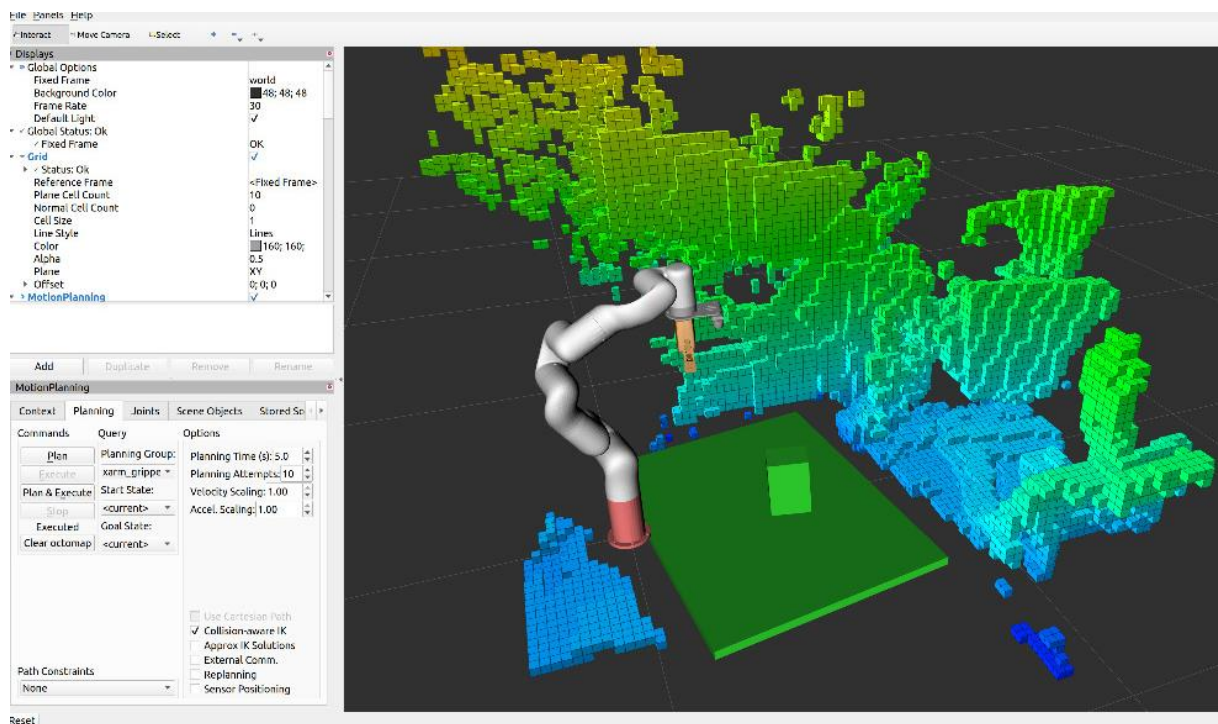 File Panels Help
Interact Move Camera Select
Displays
Global Options
Fixed Frame world
Background Color 48; 48; 48
Frame Rate 30
Default Light ✓
✓ Global Status: Ok
✓ Fixed Frame OK
Grid ✓
✓ Status: Ok
Reference Frame <Fixed Frame>
Plane Cell Count 10
Normal Cell Count 0
Cell Size 1
Line Style Lines
Color 160; 160;
Alpha 0.5
Plane XY
Offset 0; 0; 0
MotionPlanning ✓
Add Duplicate Remove Rename
MotionPlanning
Context Planning Joints Scene Objects Stored So
Commands Query Options
Plan Planning Group: Planning Time (s): 5.0
Execute xarm_grippe Planning Attempts: 10
Plan & Execute Start State: Velocity Scaling: 1.00
Stop <current> Accel. Scaling: 1.00
Executed Goal State:
Clear octomap <current>
Use Cartesian Path
✓ Collision-aware IK
Approx IK Solutions
External Comm.
Path Constraints Replanning
None Sensor Positioning
Reset